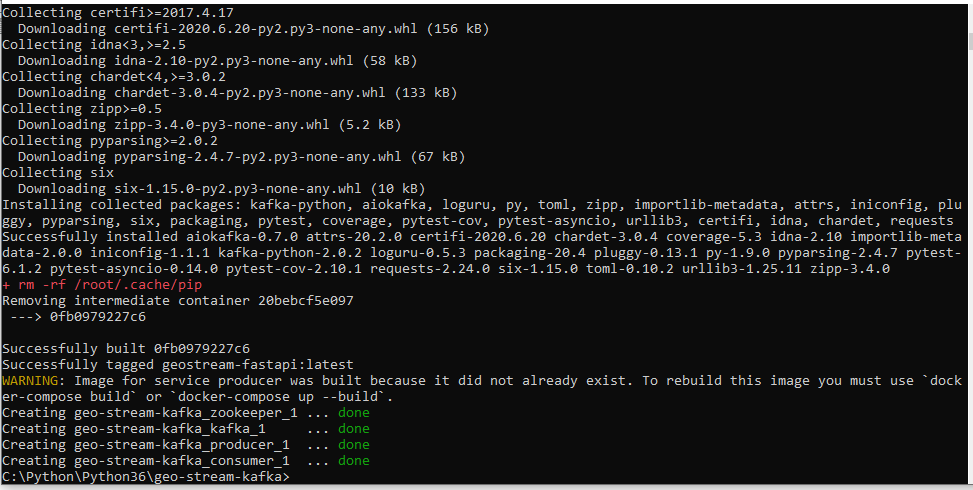 Collecting certifi>=2017.4.17
  Downloading certifi-2020.6.20-py2.py3-none-any.whl (156 kB)
Collecting idna<3,>=2.5
  Downloading idna-2.10-py2.py3-none-any.whl (58 kB)
Collecting chardet<4,>=3.0.2
  Downloading chardet-3.0.4-py2.py3-none-any.whl (133 kB)
Collecting zipp>=0.5
  Downloading zipp-3.4.0-py3-none-any.whl (5.2 kB)
Collecting pyparsing>=2.0.2
  Downloading pyparsing-2.4.7-py2.py3-none-any.whl (67 kB)
Collecting six
  Downloading six-1.15.0-py2.py3-none-any.whl (10 kB)
Installing collected packages: kafka-python, aiokafka, loguru, py, toml, zipp, importlib-metadata, attrs, iniconfig, plu
ggy, pyparsing, six, packaging, pytest, coverage, pytest-cov, pytest-asyncio, urllib3, certifi, idna, chardet, requests
Successfully installed aiokafka-0.7.0 attrs-20.2.0 certifi-2020.6.20 chardet-3.0.4 coverage-5.3 idna-2.10 importlib-meta
data-2.0.0 iniconfig-1.1.1 kafka-python-2.0.2 loguru-0.5.3 packaging-20.4 pluggy-0.13.1 py-1.9.0 pyparsing-2.4.7 pytest-
6.1.2 pytest-asyncio-0.14.0 pytest-cov-2.10.1 requests-2.24.0 six-1.15.0 toml-0.10.2 urllib3-1.25.11 zipp-3.4.0
+ rm -rf /root/.cache/pip
Removing intermediate container 20bebcf5e097
 ---> 0fb0979227c6

Successfully built 0fb0979227c6
Successfully tagged geostream-fastapi:latest
WARNING: Image for service producer was built because it did not already exist. To rebuild this image you must use `dock
er-compose build` or `docker-compose up --build`.
Creating geo-stream-kafka_zookeeper_1 ... done
Creating geo-stream-kafka_kafka_1     ... done
Creating geo-stream-kafka_producer_1  ... done
Creating geo-stream-kafka_consumer_1  ... done
C:\Python\Python36\geo-stream-kafka>